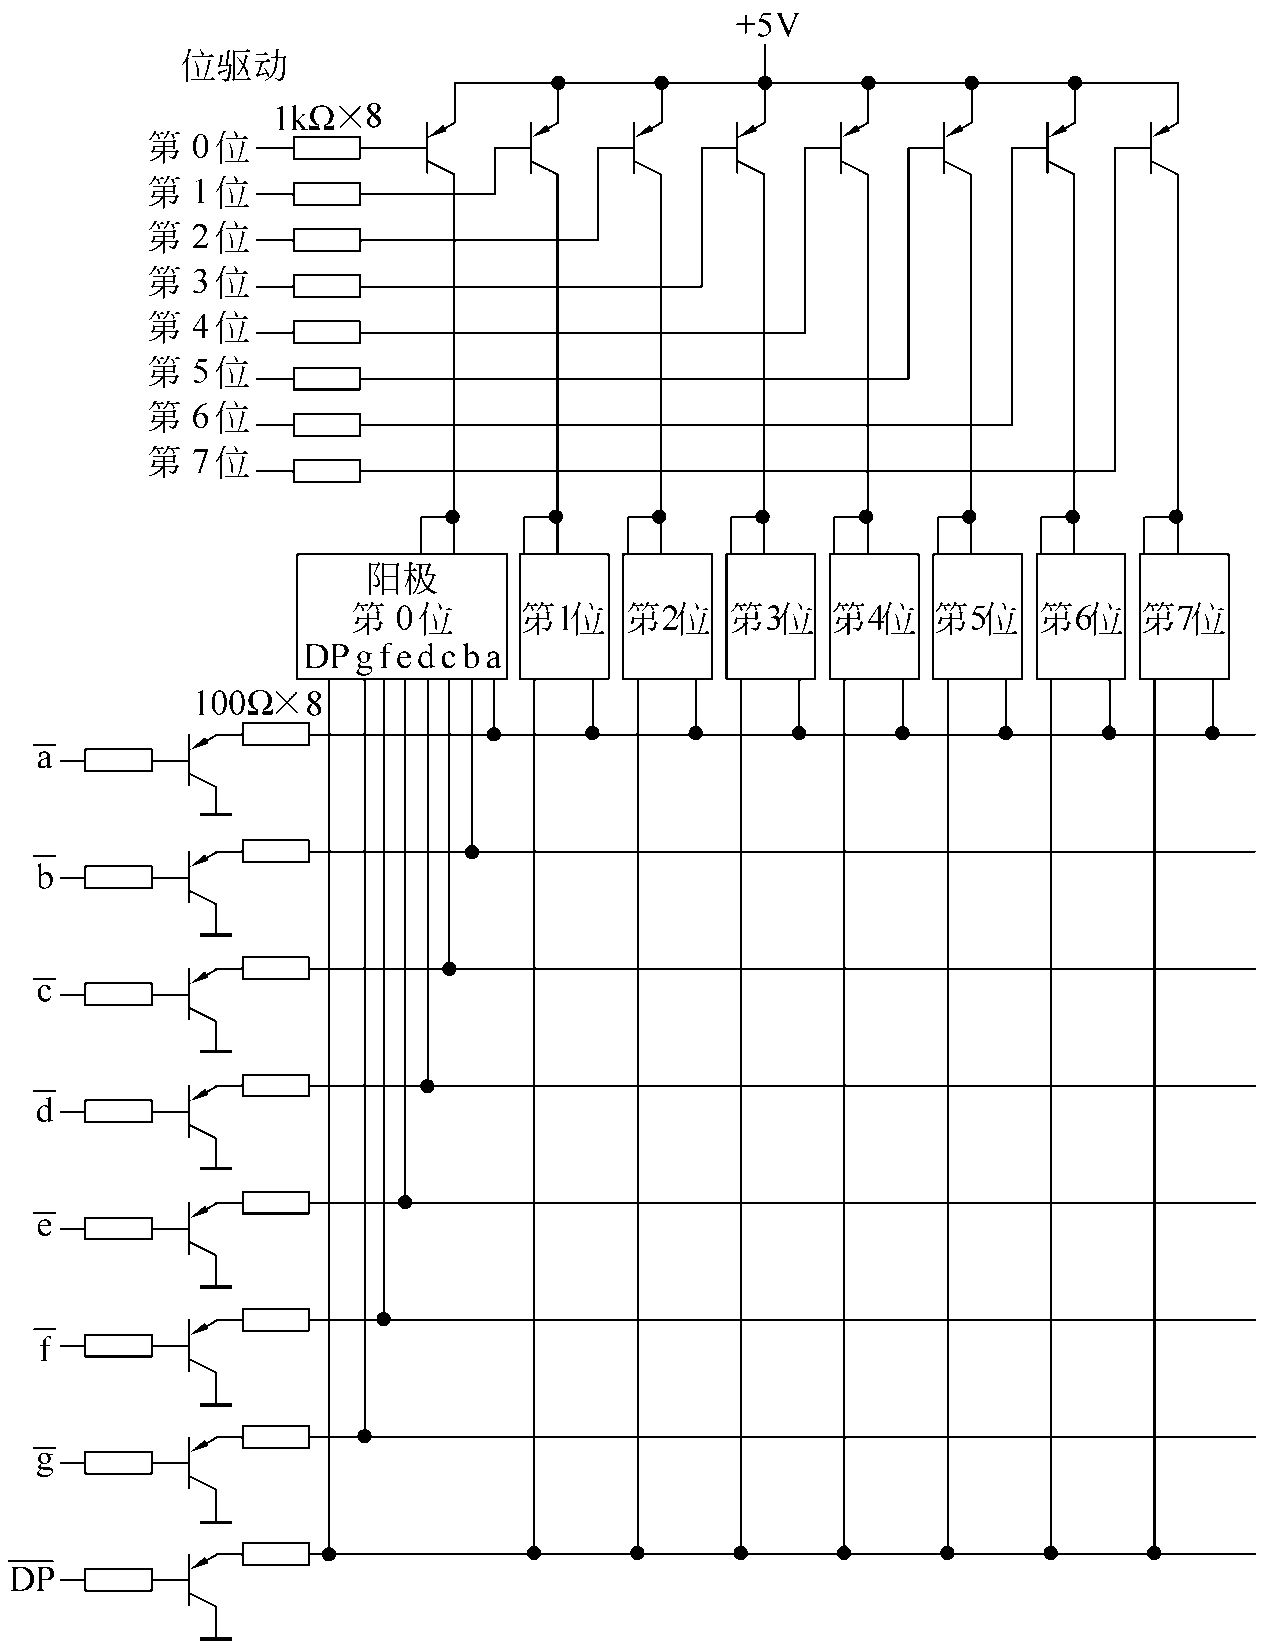 +5V
位驱动
1kΩ×8
第 0 位
第 1 位
第 2 位
第 3 位
第 4 位
第 5 位
第 6 位
第 7 位
阳极
第 0 位
DP g f e d c b a
第1位
第2位
第3位
第4位
第5位
第6位
第7位
100Ω×8
a̅
b̅
c̅
d̅
e̅
f̅
g̅
D̅P̅